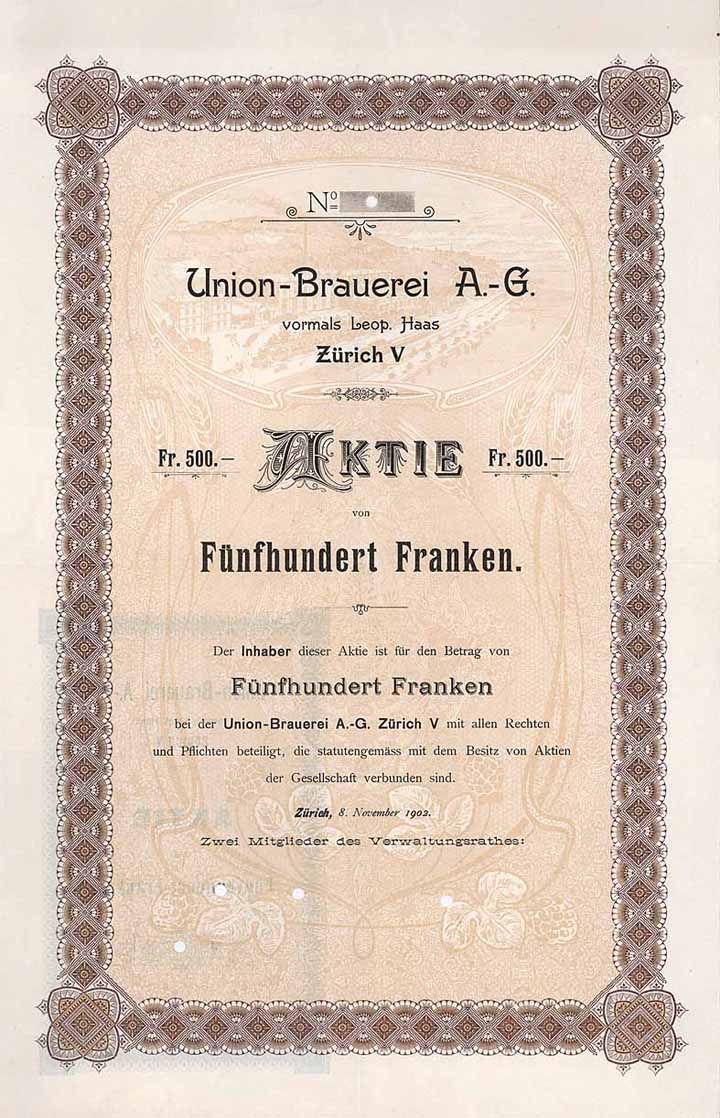 Nº
Union-Brauerei A.-G.
vormals Leop. Haas
Zürich V
Fr. 500.— AKTIE Fr. 500.—
von
Fünfhundert Franken.
Der Inhaber dieser Aktie ist für den Betrag von
Fünfhundert Franken
bei der Union-Brauerei A.-G. Zürich V mit allen Rechten
und Pflichten beteiligt, die statutengemäss mit dem Besitz von Aktien
der Gesellschaft verbunden sind.
Zürich, 8. November 1902.
Zwei Mitglieder des Verwaltungsrathes: